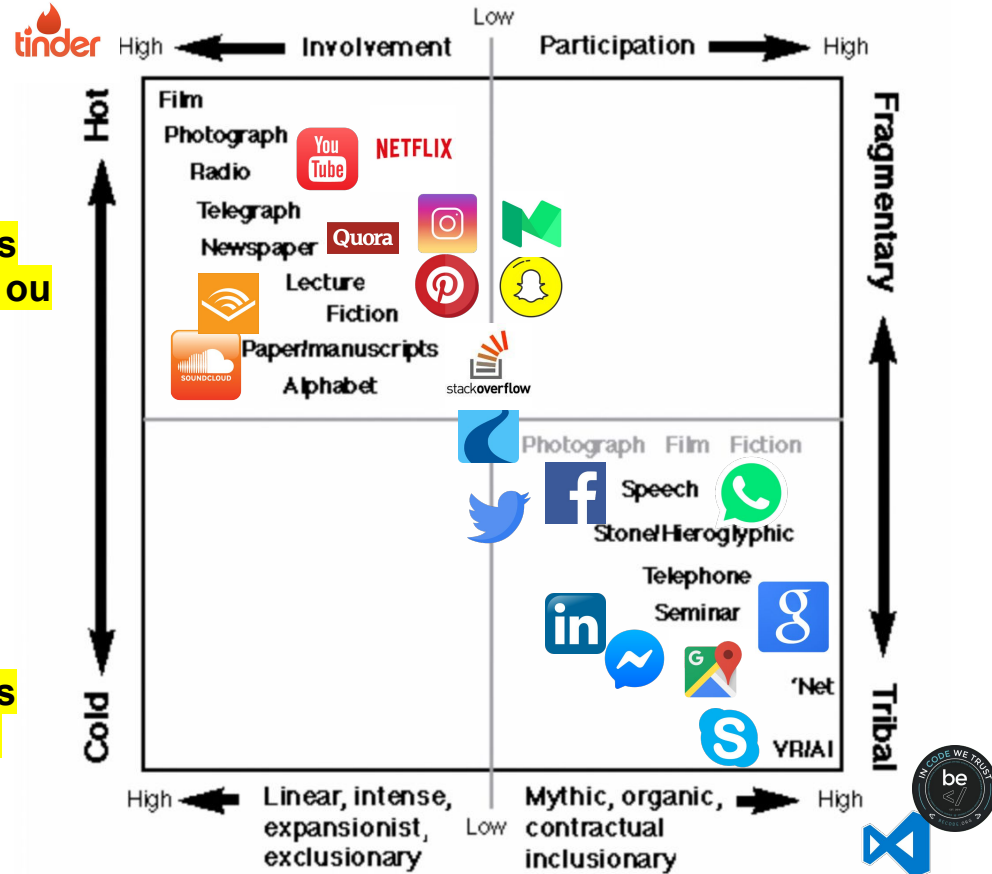 tinder
Low
High
Involvement
Participation
High
Hot
Fragmentary
Film
Photograph
You
Tube
NETFLIX
Radio
Telegraph
Newspaper
Quora
s
ou
Lecture
Fiction
Paper/manuscripts
SOUNDCLOUD
Alphabet
stackoverflow
Photograph Film Fiction
f
Speech
Stone/Hieroglyphic
Telephone
Seminar
g
in
G
'Net
s
Cold
Tribal
S
VR/AI
High
Linear, intense,
expansionist,
exclusionary
Low
Mythic, organic,
contractual
inclusionary
High
IN CODE WE TRUST
be
</>